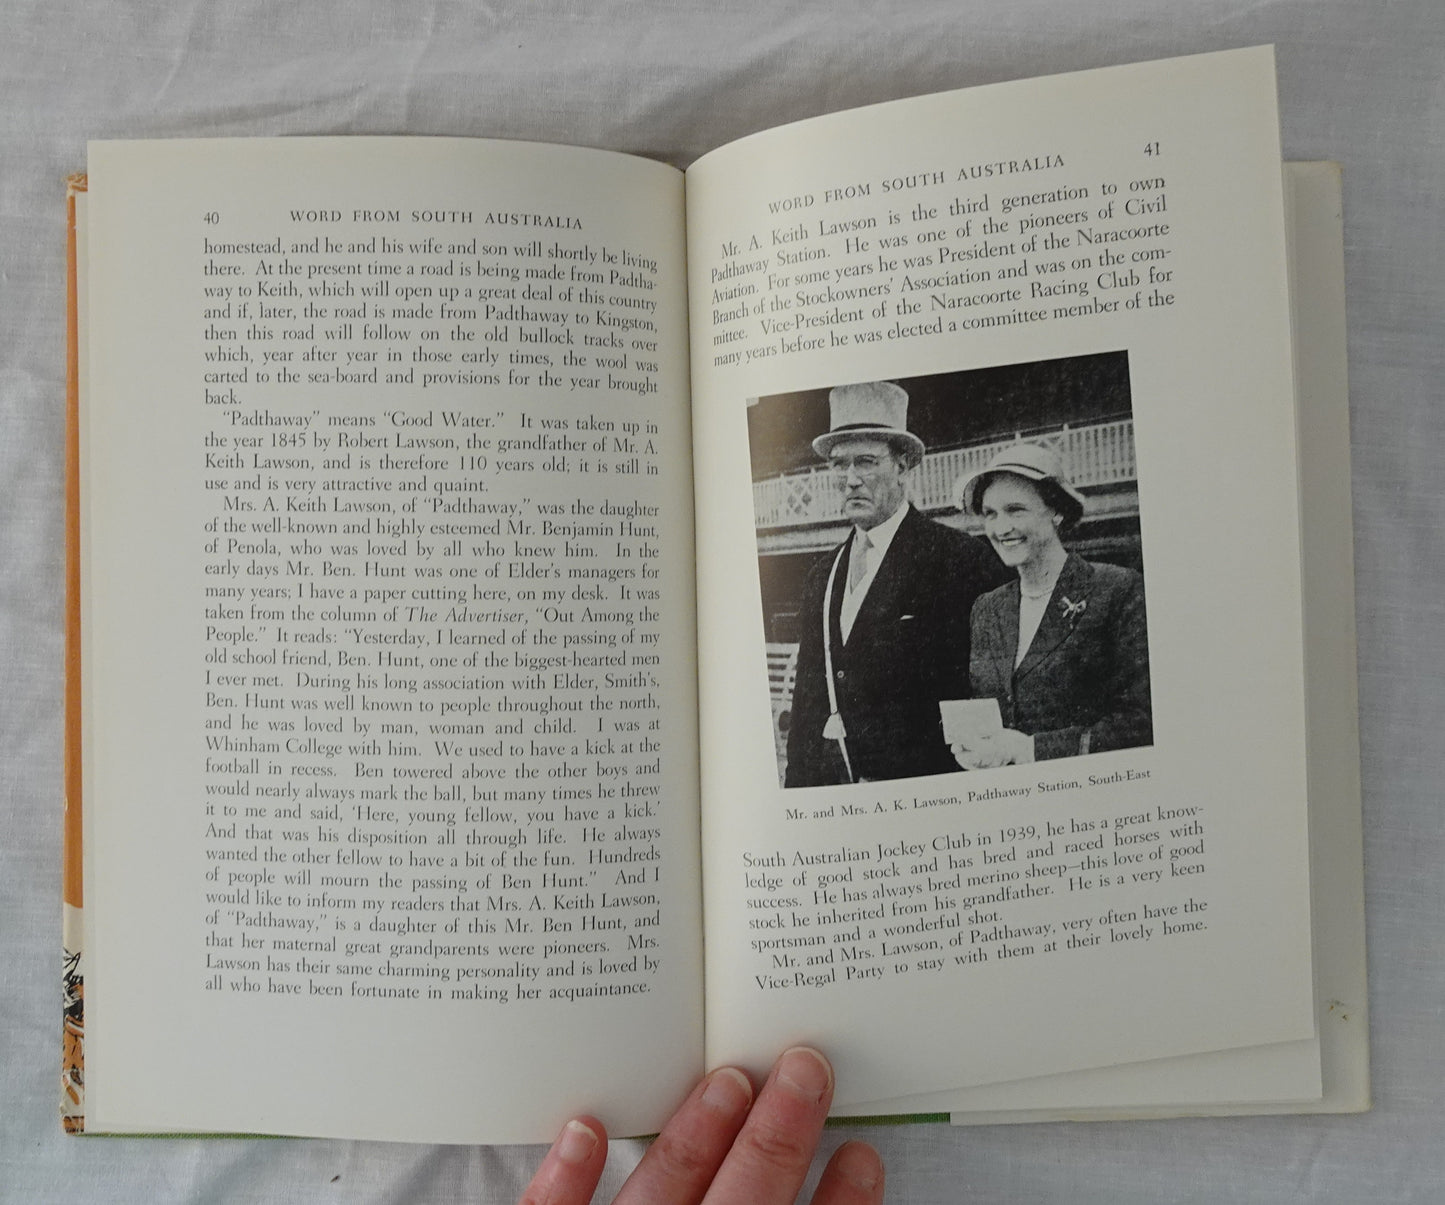 40 WORD FROM SOUTH AUSTRALIA
homestead, and he and his wife and son will shortly be living
there. At the present time a road is being made from Padtha-
way to Keith, which will open up a great deal of this country
and if, later, the road is made from Padthaway to Kingston,
then this road will follow on the old bullock tracks over
which, year after year in those early times, the wool was
carted to the sea-board and provisions for the year brought
back.
"Padthaway" means "Good Water." It was taken up in
the year 1845 by Robert Lawson, the grandfather of Mr. A.
Keith Lawson, and is therefore 110 years old; it is still in
use and is very attractive and quaint.
Mrs. A. Keith Lawson, of "Padthaway," was the daughter
of the well-known and highly esteemed Mr. Benjamin Hunt,
of Penola, who was loved by all who knew him. In the
early days Mr. Ben. Hunt was one of Elder's managers for
many years; I have a paper cutting here, on my desk. It was
taken from the column of The Advertiser, "Out Among the
People." It reads: "Yesterday, I learned of the passing of my
old school friend, Ben. Hunt, one of the biggest-hearted men
I ever met. During his long association with Elder, Smith's,
Ben. Hunt was well known to people throughout the north,
and he was loved by man, woman and child. I was at
Whinham College with him. We used to have a kick at the
football in recess. Ben towered above the other boys and
would nearly always mark the ball, but many times he threw
it to me and said, 'Here, young fellow, you have a kick.'
And that was his disposition all through life. He always
wanted the other fellow to have a bit of the fun. Hundreds
of people will mourn the passing of Ben Hunt." And I
would like to inform my readers that Mrs. A. Keith Lawson,
of "Padthaway," is a daughter of this Mr. Ben Hunt, and
that her maternal great grandparents were pioneers. Mrs.
Lawson has their same charming personality and is loved by
all who have been fortunate in making her acquaintance.
WORD FROM SOUTH AUSTRALIA 41
Mr. A. Keith Lawson is the third generation to own
Padthaway Station. He was one of the pioneers of Civil
Aviation. For some years he was President of the Naracoorte
Branch of the Stockowners' Association and was on the com-
mittee. Vice-President of the Naracoorte Racing Club for
many years before he was elected a committee member of the
Mr. and Mrs. A. K. Lawson, Padthaway Station, South-East
South Australian Jockey Club in 1939, he has a great know-
ledge of good stock and has bred and raced horses with
success. He has always bred merino sheep—this love of good
stock he inherited from his grandfather. He is a very keen
sportsman and a wonderful shot.
Mr. and Mrs. Lawson, of Padthaway, very often have the
Vice-Regal Party to stay with them at their lovely home.